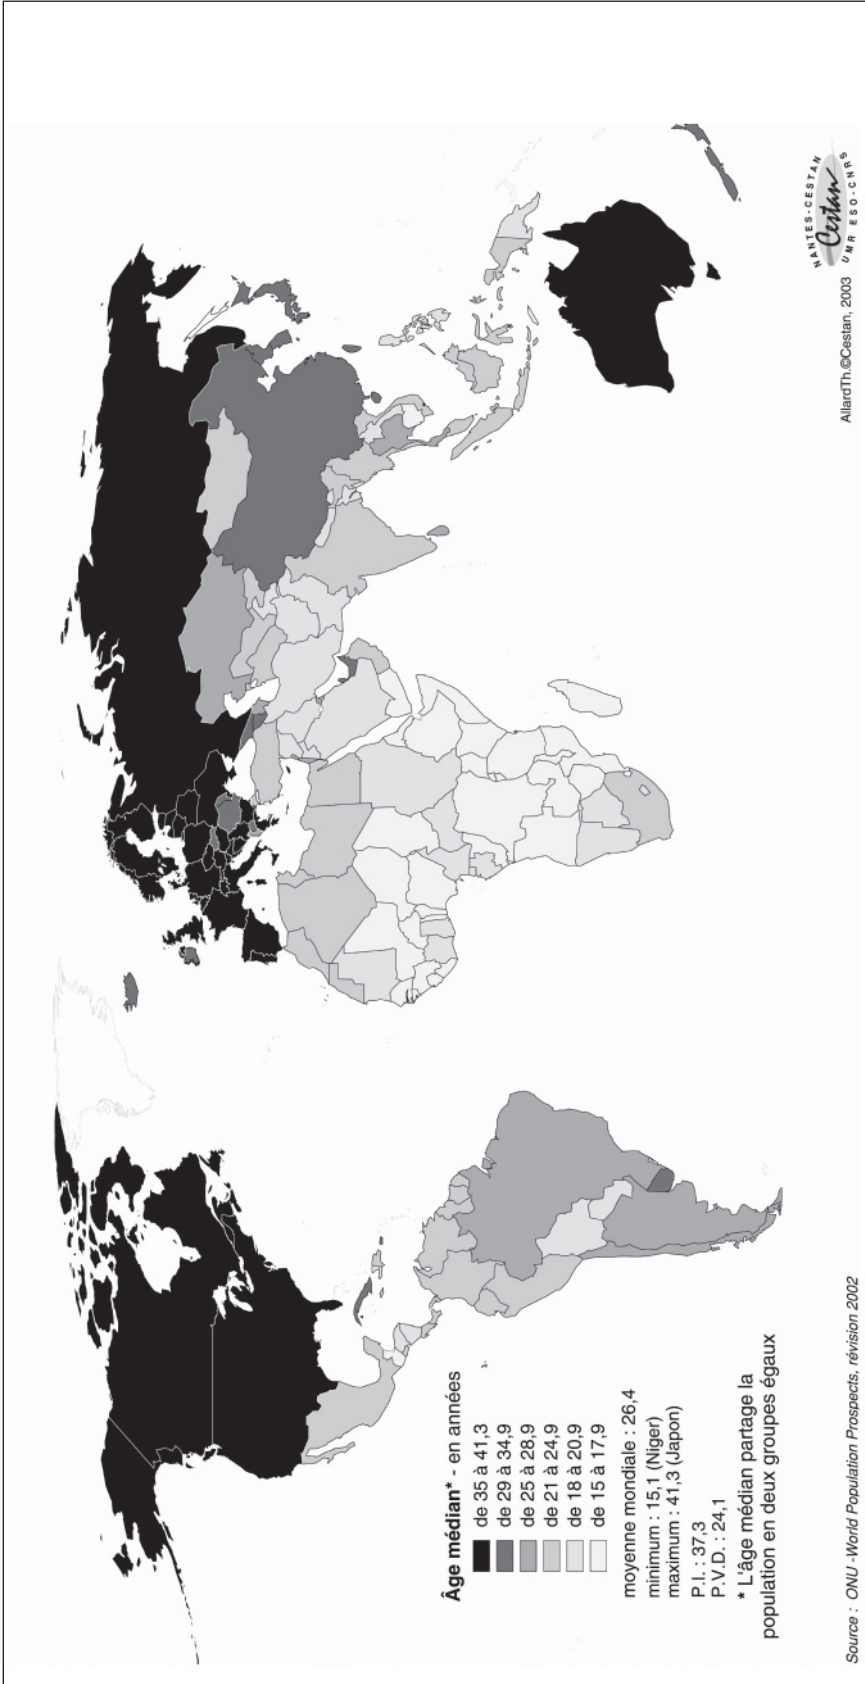 Âge médian* - en années
de 35 à 41,3
de 29 à 34,9
de 25 à 28,9
de 21 à 24,9
de 18 à 20,9
de 15 à 17,9
moyenne mondiale : 26,4
minimum : 15,1 (Niger)
maximum : 41,3 (Japon)
P.I. : 37,3
P.V.D. : 24,1
* L'âge médian partage la
population en deux groupes égaux
Source : ONU -World Population Prospects, révision 2002
AllardTh.©Cestan, 2003
NANTES-CESTAN
Cestan
UMR ESO-CNRS